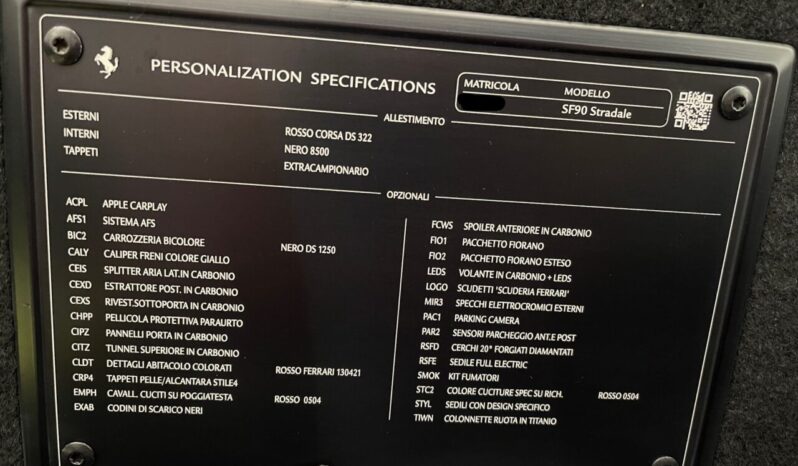 PERSONALIZATION SPECIFICATIONS
MATRICOLA MODELLO
SF90 Stradale
ALLESTIMENTO
ESTERNI ROSSO CORSA DS 322
INTERNI NERO 8500
TAPPETI EXTRACAMPIONARIO
OPZIONALI
ACPL APPLE CARPLAY
AFS1 SISTEMA AFS
BIC2 CARROZZERIA BICOLORE NERO DS 1250
CALY CALIPER FRENI COLORE GIALLO
CEIS SPLITTER ARIA LAT.IN CARBONIO
CEXD ESTRATTORE POST. IN CARBONIO
CEXS RIVEST.SOTTOPORTA IN CARBONIO
CHPP PELLICOLA PROTETTIVA PARAURTO
CIPZ PANNELLI PORTA IN CARBONIO
CITZ TUNNEL SUPERIORE IN CARBONIO
CLDT DETTAGLI ABITACOLO COLORATI ROSSO FERRARI 130421
CRP4 TAPPETI PELLE/ALCANTARA STILE4
EMPH CAVALL. CUCITI SU POGGIATESTA ROSSO 0504
EXAB CODINI DI SCARICO NERI
FCWS SPOILER ANTERIORE IN CARBONIO
FIO1 PACCHETTO FIORANO
FIO2 PACCHETTO FIORANO ESTESO
LEDS VOLANTE IN CARBONIO + LEDS
LOGO SCUDETTI 'SCUDERIA FERRARI'
MIR3 SPECCHI ELETTROCROMICI ESTERNI
PAC1 PARKING CAMERA
PAR2 SENSORI PARCHEGGIO ANT.E POST
RSFD CERCHI 20" FORGIATI DIAMANTATI
RSFE SEDILE FULL ELECTRIC
SMOK KIT FUMATORI
STC2 COLORE CUCITURE SPEC SU RICH. ROSSO 0504
STYL SEDILI CON DESIGN SPECIFICO
TIWN COLONNETTE RUOTA IN TITANIO